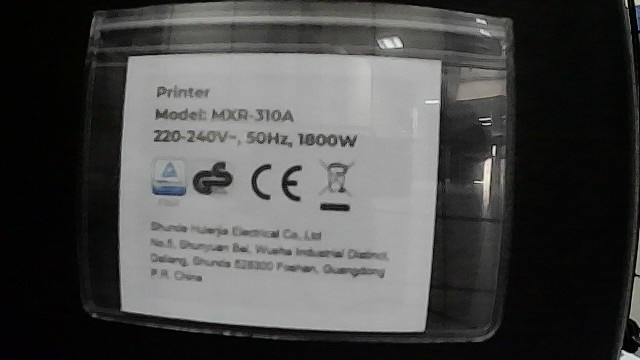 Printer
Model: MXR-310A
220-240V~, 50Hz, 1800W
CE
Shunde Huanjia Electrical Co., Ltd
No.5, Shunyuan Bei, Wusha Industrial District,
Daliang, Shunde 528300 Foshan, Guangdong
P.R. China